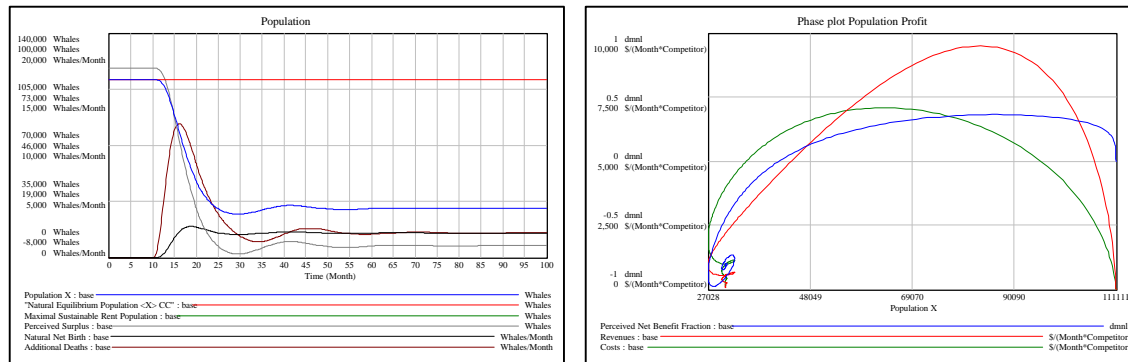 Population
140,000 Whales
100,000 Whales
20,000 Whales/Month
105,000 Whales
73,000 Whales
15,000 Whales/Month
70,000 Whales
46,000 Whales
10,000 Whales/Month
35,000 Whales
19,000 Whales
5,000 Whales/Month
0 Whales
-8,000 Whales
0 Whales/Month
0 5 10 15 20 25 30 35 40 45 50 55 60 65 70 75 80 85 90 95 100
Time (Month)
Population X : base Whales
"Natural Equilibrium Population <X> CC" : base Whales
Maximal Sustainable Rent Population : base Whales
Perceived Surplus : base Whales
Natural Net Birth : base Whales/Month
Additional Deaths : base Whales/Month
Phase plot Population Profit
1 dmnl
10,000 $/(Month*Competitor)
0.5 dmnl
7,500 $/(Month*Competitor)
0 dmnl
5,000 $/(Month*Competitor)
-0.5 dmnl
2,500 $/(Month*Competitor)
-1 dmnl
0 $/(Month*Competitor)
27028 48049 69070 90090 111111
Population X
Perceived Net Benefit Fraction : base dmnl
Revenues : base $/(Month*Competitor)
Costs : base $/(Month*Competitor)